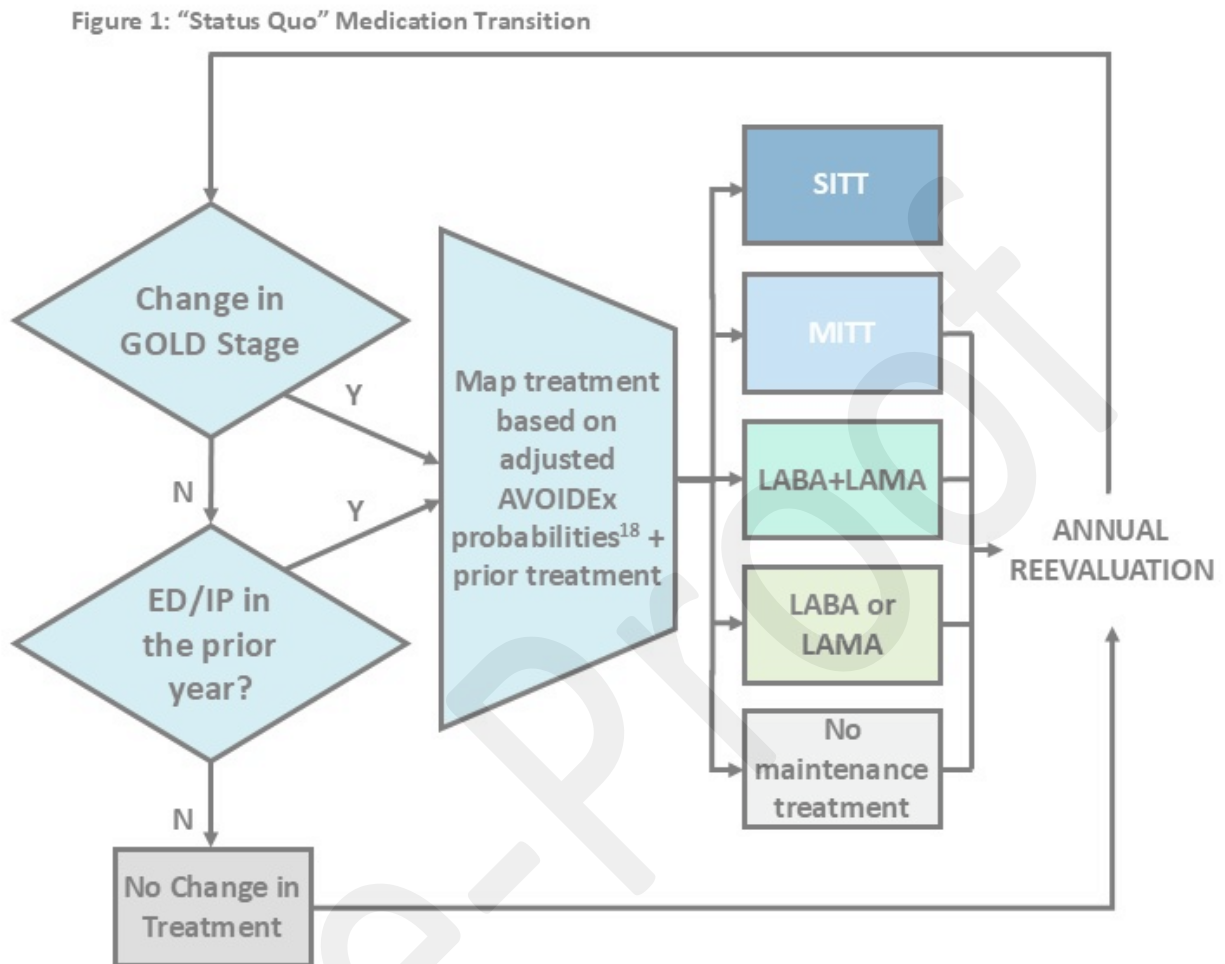 Figure 1: “Status Quo” Medication Transition
Change in
GOLD Stage
Y
N
ED/IP in
the prior
year?
Y
N
No Change in
Treatment
Map treatment
based on
adjusted
AVOIDEx
probabilities18 +
prior treatment
SITT
MITT
LABA+LAMA
LABA or
LAMA
No
maintenance
treatment
ANNUAL
REEVALUATION
e-Proof